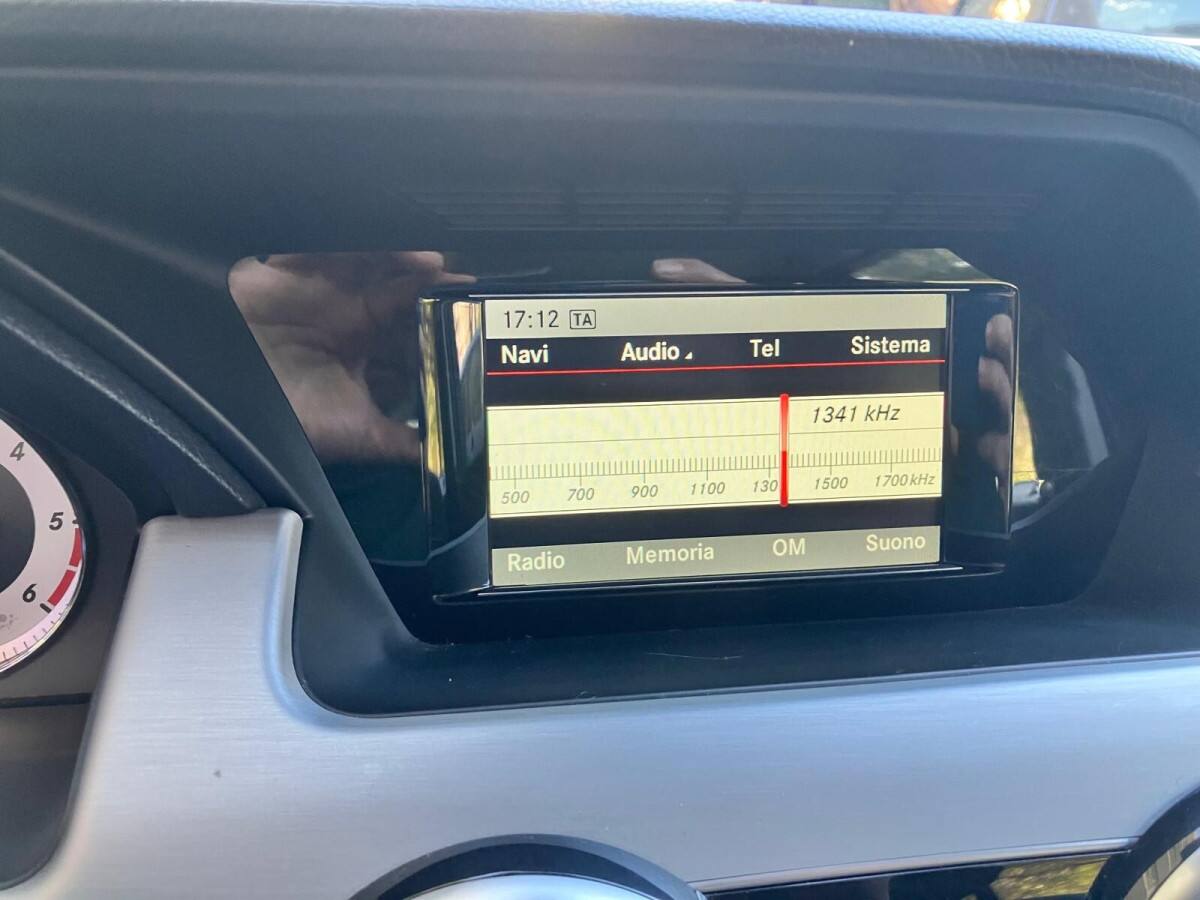 17:12 TA
Navi Audio Tel Sistema
1341 kHz
500 700 900 1100 130 1500 1700 kHz
Radio Memoria OM Suono
4
5
6